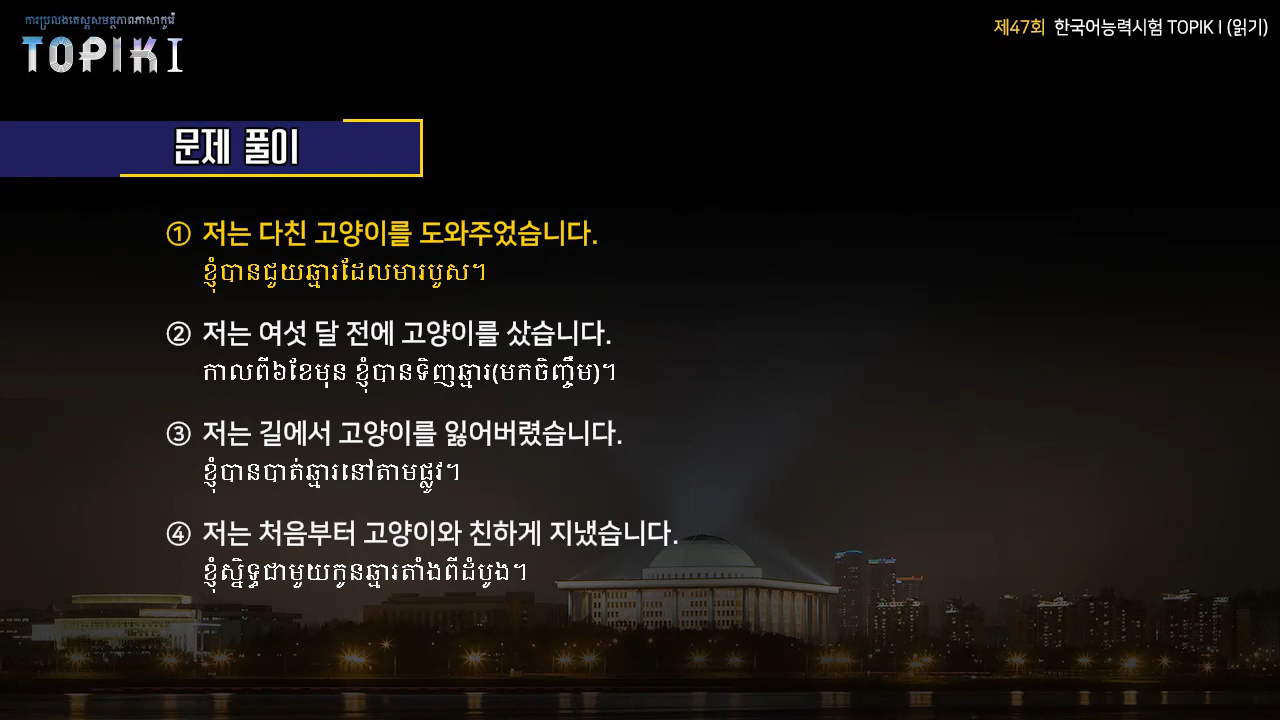 ការប្រលងតេស្តសមត្ថភាពភាសាកូរ៉េ
TOPIK I
제47회 한국어능력시험 TOPIK I (읽기)
문제 풀이
① 저는 다친 고양이를 도와주었습니다.
ខ្ញុំបានជួយឆ្មារដែលមារបួស។
② 저는 여섯 달 전에 고양이를 샀습니다.
កាលពី៦ខែមុន ខ្ញុំបានទិញឆ្មារ(មកចិញ្ចឹម)។
③ 저는 길에서 고양이를 잃어버렸습니다.
ខ្ញុំបានបាត់ឆ្មារនៅតាមផ្លូវ។
④ 저는 처음부터 고양이와 친하게 지냈습니다.
ខ្ញុំស្និទ្ធជាមួយកូនឆ្មារតាំងពីដំបូង។